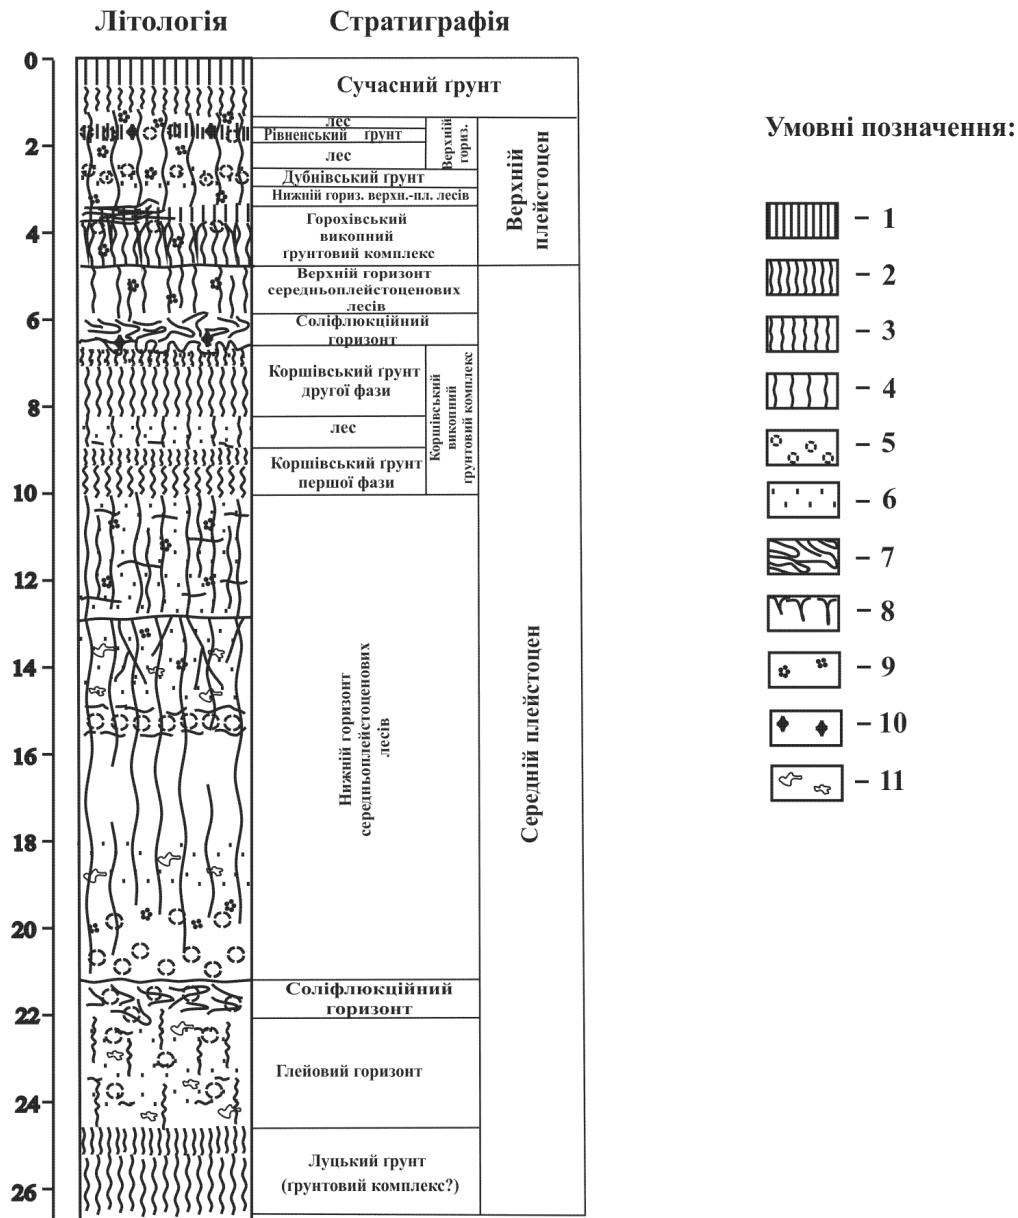 Літологія
Стратиграфія
0
2
4
6
8
10
12
14
16
18
20
22
24
26
Сучасний ґрунт
лес
Рівненський ґрунт
лес
Верхній
гориз.
Дубнівський ґрунт
Нижній гориз. верхн.-пл. лесів
Горохівський
викопний
ґрунтовий комплекс
Верхній
плейстоцен
Верхній горизонт
середньоплейстоценових
лесів
Соліфлюкційний
горизонт
Коршівський ґрунт
другої фази
лес
Коршівський ґрунт
першої фази
Коршівський
викопний
ґрунтовий комплекс
Нижній горизонт
середньоплейстоценових
лесів
Середній плейстоцен
Соліфлюкційний
горизонт
Глейовий горизонт
Луцький ґрунт
(ґрунтовий комплекс?)
Умовні позначення:
– 1
– 2
– 3
– 4
– 5
– 6
– 7
– 8
– 9
– 10
– 11